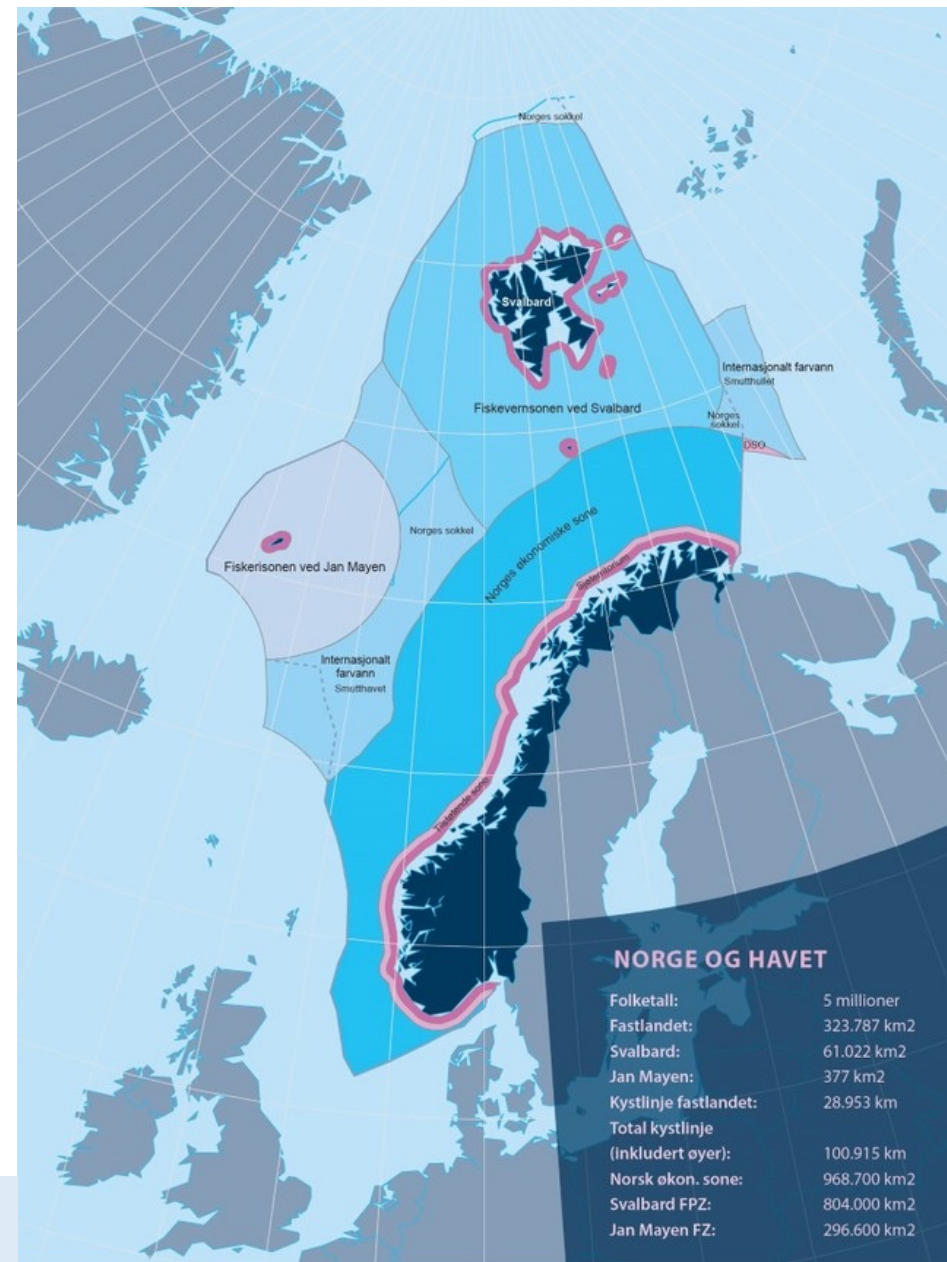 Norges sokkel
Svalbard
Internasjonalt farvann
Smutthullet
Fiskevernsonen ved Svalbard
Norges
sokkel
DSO
Norges sokkel
Norges økonomiske sone
Fiskerisonen ved Jan Mayen
Sjøterritorium
Internasjonalt
farvann
Smutthavet
Tilstøtende sone
NORGE OG HAVET
Folketall: 5 millioner
Fastlandet: 323.787 km2
Svalbard: 61.022 km2
Jan Mayen: 377 km2
Kystlinje fastlandet: 28.953 km
Total kystlinje
(inkludert øyer): 100.915 km
Norsk økon. sone: 968.700 km2
Svalbard FPZ: 804.000 km2
Jan Mayen FZ: 296.600 km2